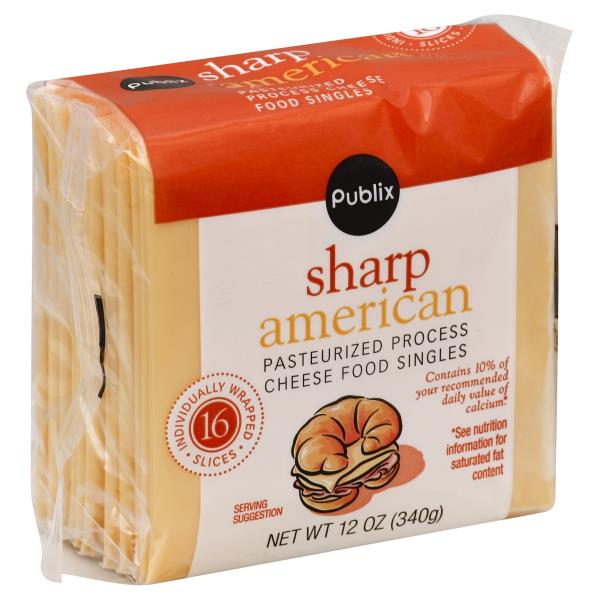 Publix
sharp
american
PASTEURIZED
PROCESS CHEESE
FOOD SINGLES
16
SLICES
Publix
sharp
american
PASTEURIZED PROCESS
CHEESE FOOD SINGLES
Contains 10% of
your recommended
daily value of
calcium.*
*See nutrition
information for
saturated fat
content
INDIVIDUALLY WRAPPED
16
• SLICES •
SERVING
SUGGESTION
NET WT 12 OZ (340g)